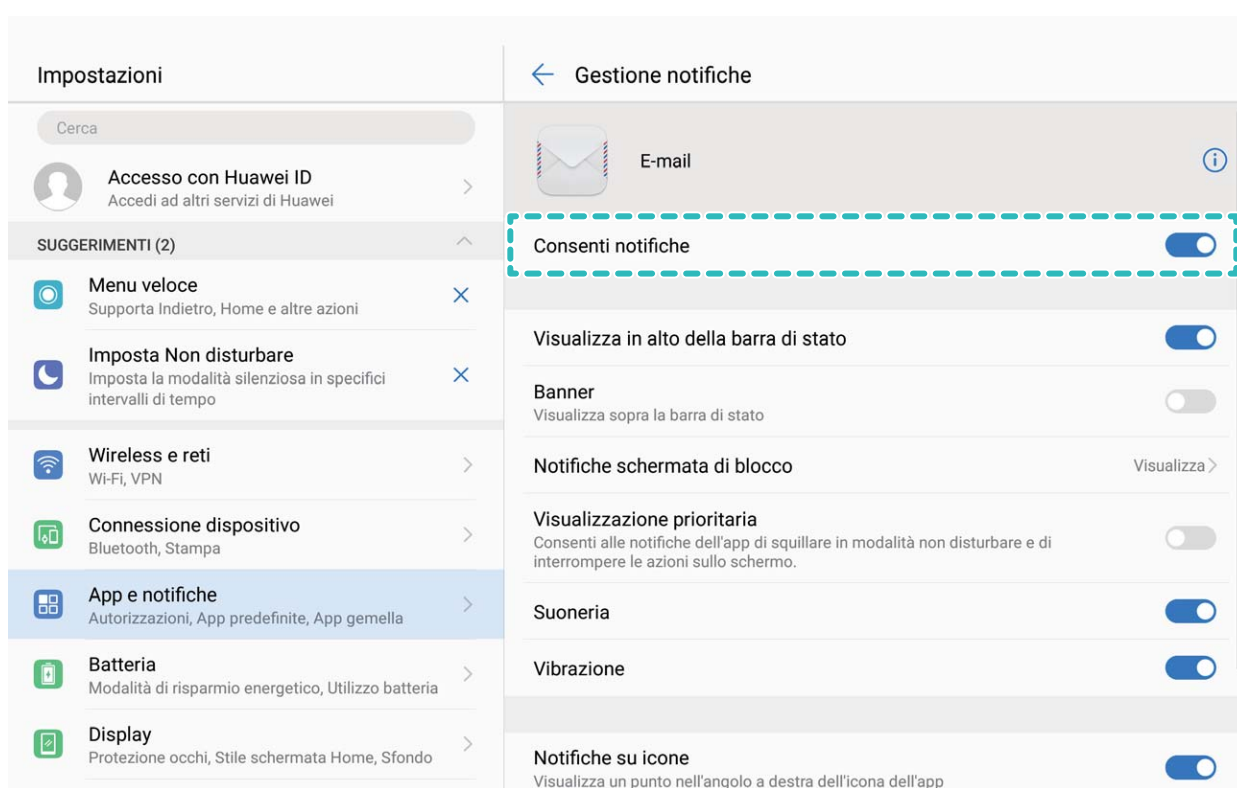 Impostazioni
Cerca
Accesso con Huawei ID
Accedi ad altri servizi di Huawei
SUGGERIMENTI (2)
Menu veloce
Supporta Indietro, Home e altre azioni
Imposta Non disturbare
Imposta la modalità silenziosa in specifici
intervalli di tempo
Wireless e reti
Wi-Fi, VPN
Connessione dispositivo
Bluetooth, Stampa
App e notifiche
Autorizzazioni, App predefinite, App gemella
Batteria
Modalità di risparmio energetico, Utilizzo batteria
Display
Protezione occhi, Stile schermata Home, Sfondo
Gestione notifiche
E-mail
Consenti notifiche
Visualizza in alto della barra di stato
Banner
Visualizza sopra la barra di stato
Notifiche schermata di blocco
Visualizza
Visualizzazione prioritaria
Consenti alle notifiche dell'app di squillare in modalità non disturbare e di
interrompere le azioni sullo schermo.
Suoneria
Vibrazione
Notifiche su icone
Visualizza un punto nell'angolo a destra dell'icona dell'app